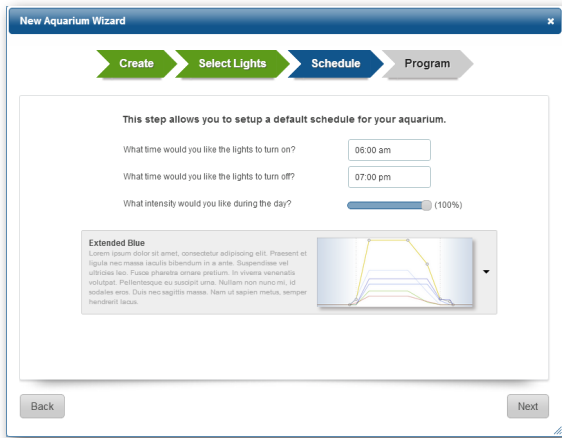 New Aquarium Wizard
Create Select Lights Schedule Program
This step allows you to setup a default schedule for your aquarium.
What time would you like the lights to turn on? 06:00 am
What time would you like the lights to turn off? 07:00 pm
What intensity would you like during the day? (100%)
Extended Blue
Lorem ipsum dolor sit amet, consectetur adipiscing elit. Praesent et
ligula nec massa iaculis bibendum in a ante. Suspendisse vel
ultricies leo. Fusce pharetra ornare pretium. In viverra venenatis
volutpat. Pellentesque eu suscipit urna. Nullam non nunc mi, id
sodales eros. Duis nec sagittis massa. Nam ut sapien metus, semper
hendrerit lacus.
Back Next